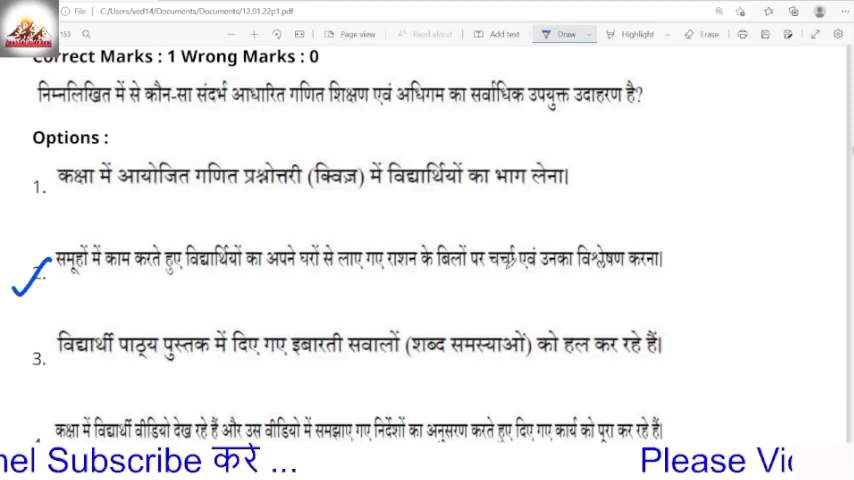 File | C:/Users/ved14/Documents/Documents/12.01.22p1.pdf
153
Page view
Read aloud
Add text
Draw
Highlight
Erase
Correct Marks : 1 Wrong Marks : 0
निम्नलिखित में से कौन-सा संदर्भ आधारित गणित शिक्षण एवं अधिगम का सर्वाधिक उपयुक्त उदाहरण है?
Options :
1. कक्षा में आयोजित गणित प्रश्नोत्तरी (क्विज़) में विद्यार्थियों का भाग लेना।
2. समूहों में काम करते हुए विद्यार्थियों का अपने घरों से लाए गए राशन के बिलों पर चर्चा एवं उनका विश्लेषण करना।
3. विद्यार्थी पाठ्य पुस्तक में दिए गए इबारती सवालों (शब्द समस्याओं) को हल कर रहे हैं।
कक्षा में विद्यार्थी वीडियो देख रहे हैं और उस वीडियो में समझाए गए निर्देशों का अनुसरण करते हुए दिए गए कार्य को पूरा कर रहे हैं।
nel Subscribe करे ... Please Vi